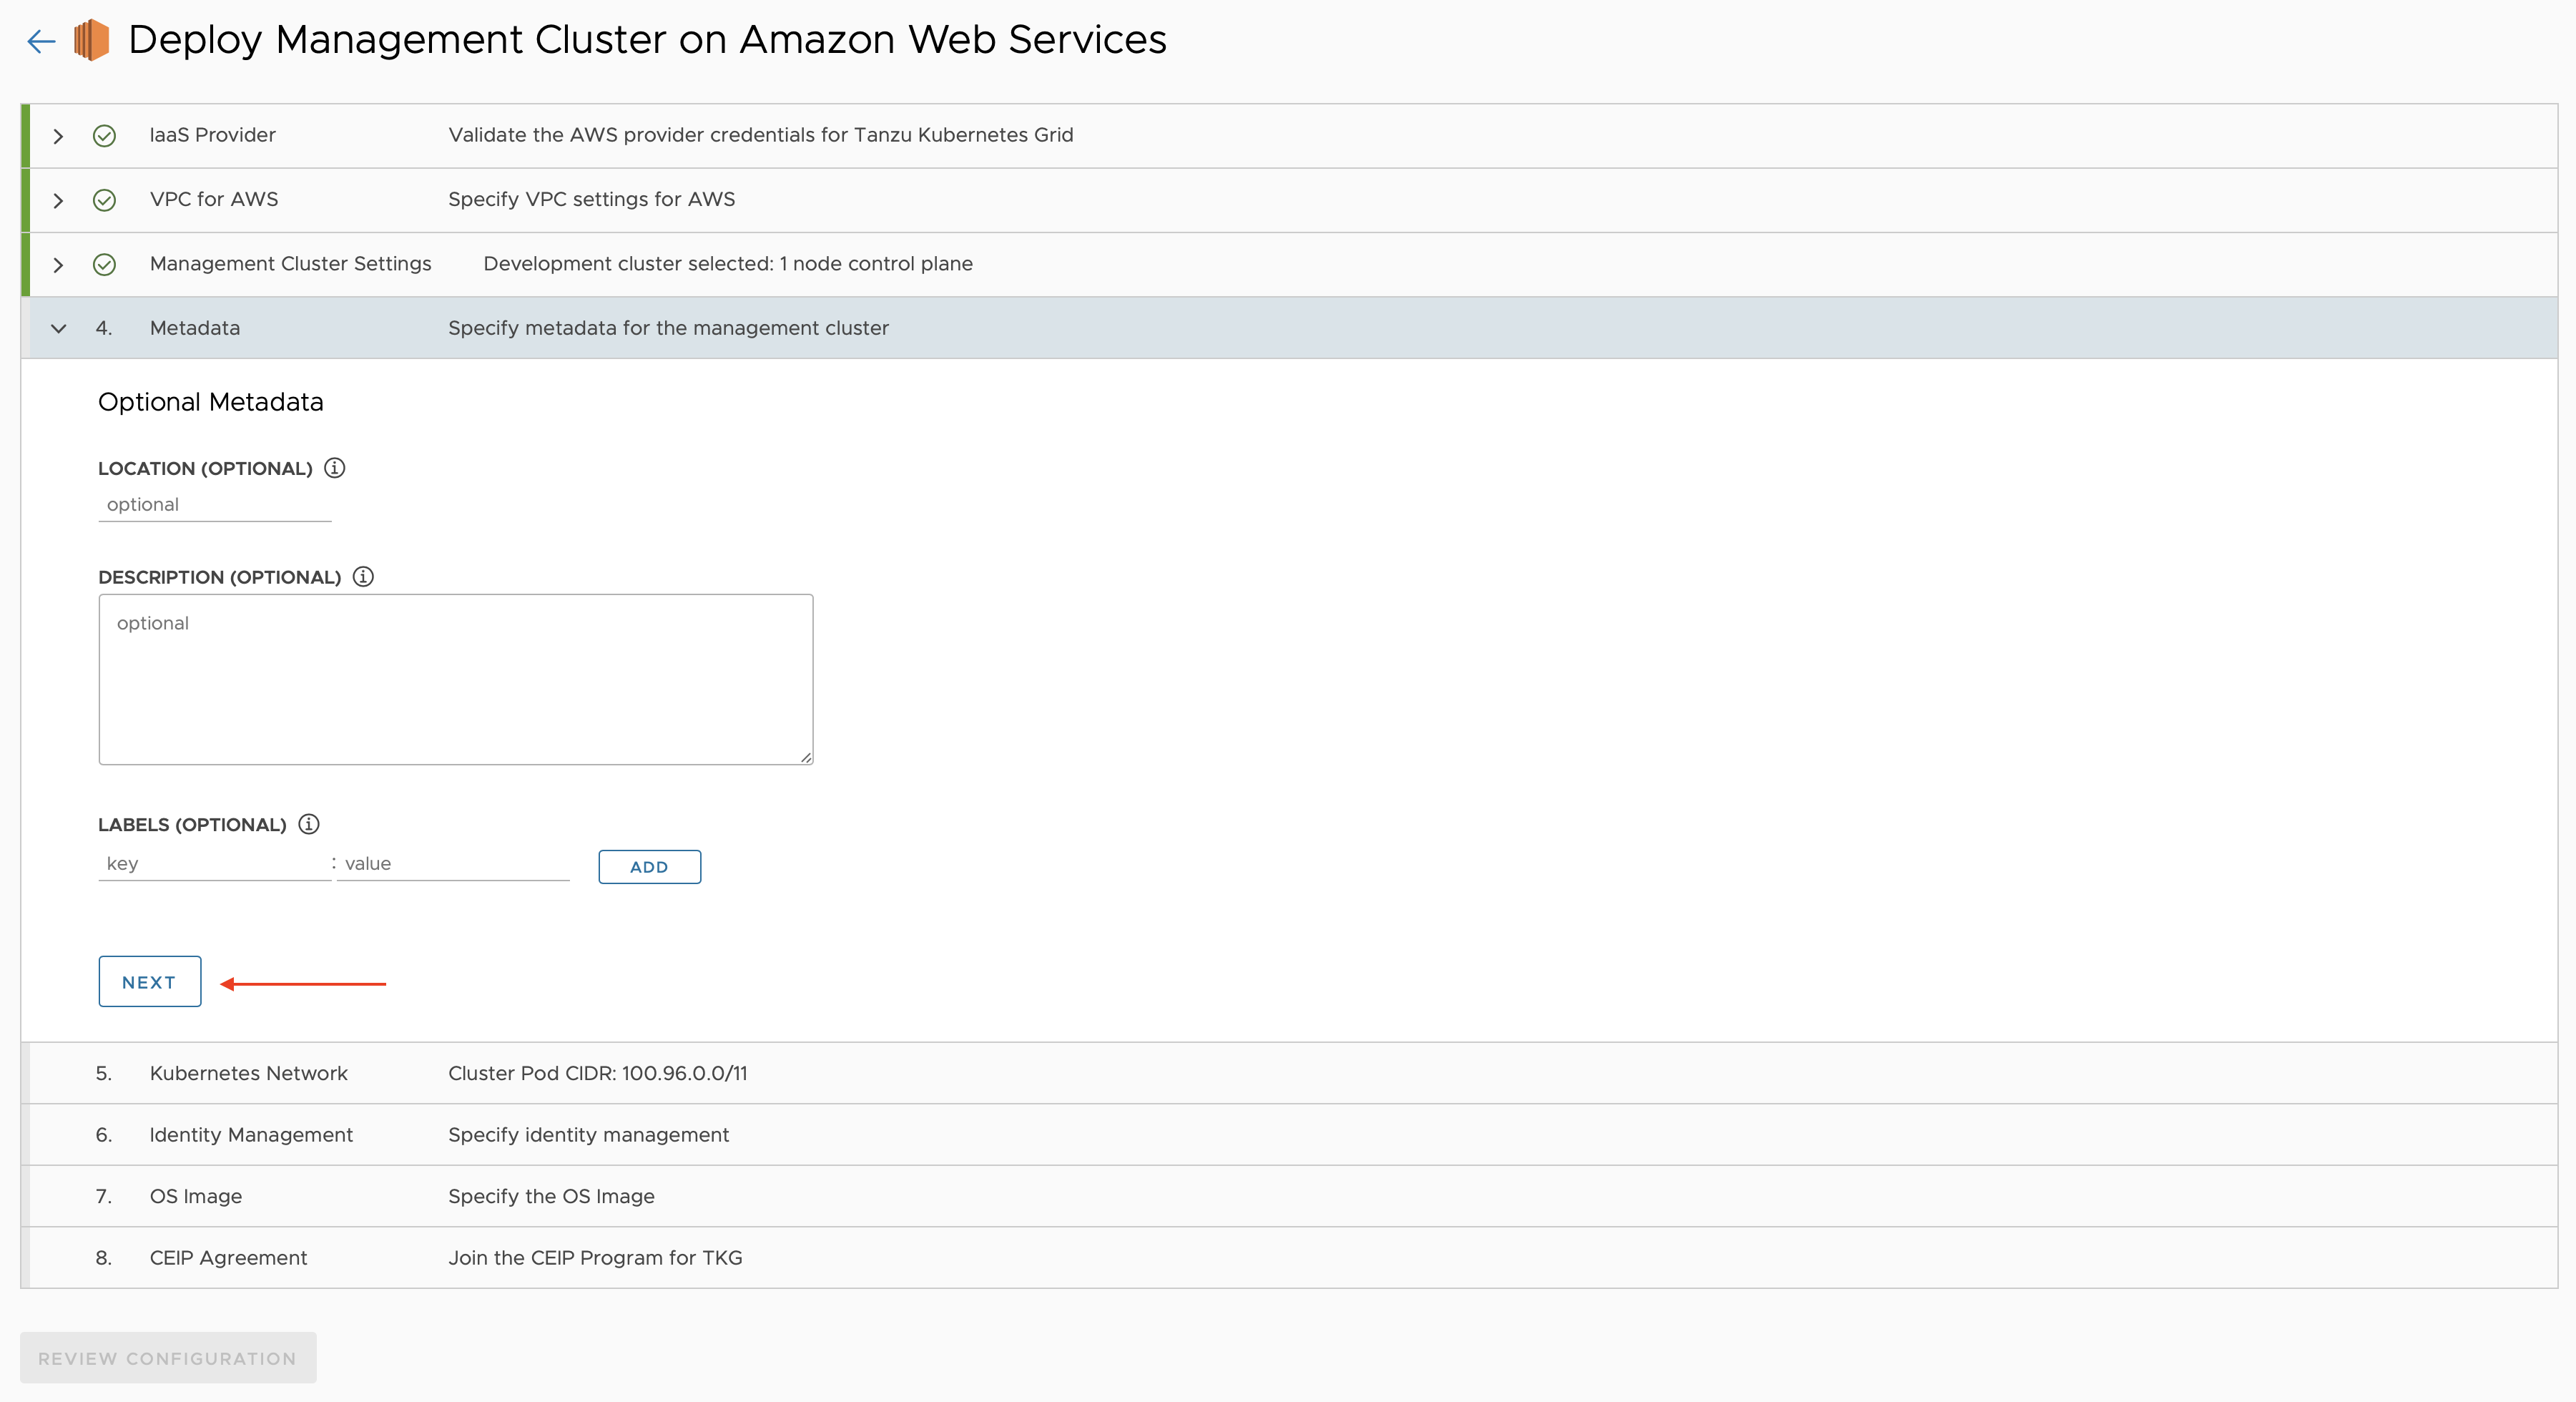 Deploy Management Cluster on Amazon Web Services
IaaS Provider Validate the AWS provider credentials for Tanzu Kubernetes Grid
VPC for AWS Specify VPC settings for AWS
Management Cluster Settings Development cluster selected: 1 node control plane
4. Metadata Specify metadata for the management cluster
Optional Metadata
LOCATION (OPTIONAL)
optional
DESCRIPTION (OPTIONAL)
optional
LABELS (OPTIONAL)
key : value ADD
NEXT
5. Kubernetes Network Cluster Pod CIDR: 100.96.0.0/11
6. Identity Management Specify identity management
7. OS Image Specify the OS Image
8. CEIP Agreement Join the CEIP Program for TKG
REVIEW CONFIGURATION